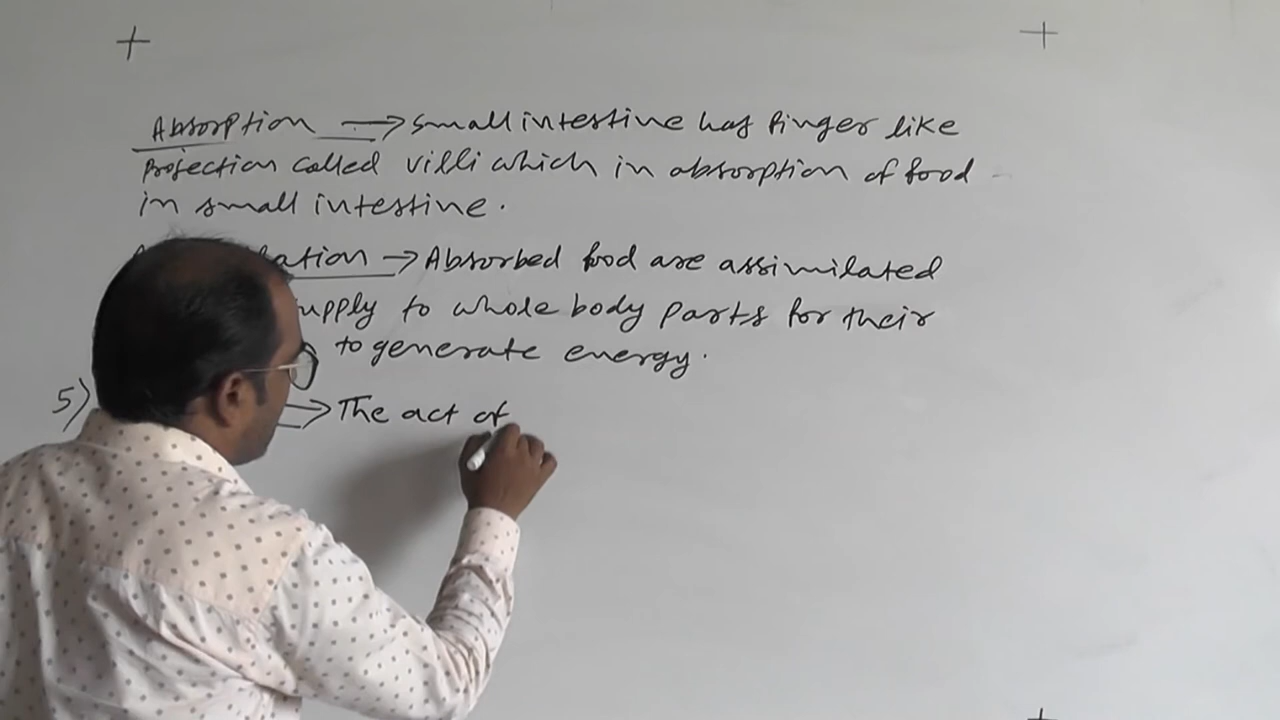 Absorption → Small intestine has finger like
Projection called villi which in absorption of food
in small intestine.
ation → Absorbed food are assimilated
upply to whole body parts for their
to generate energy.
5) → The act of